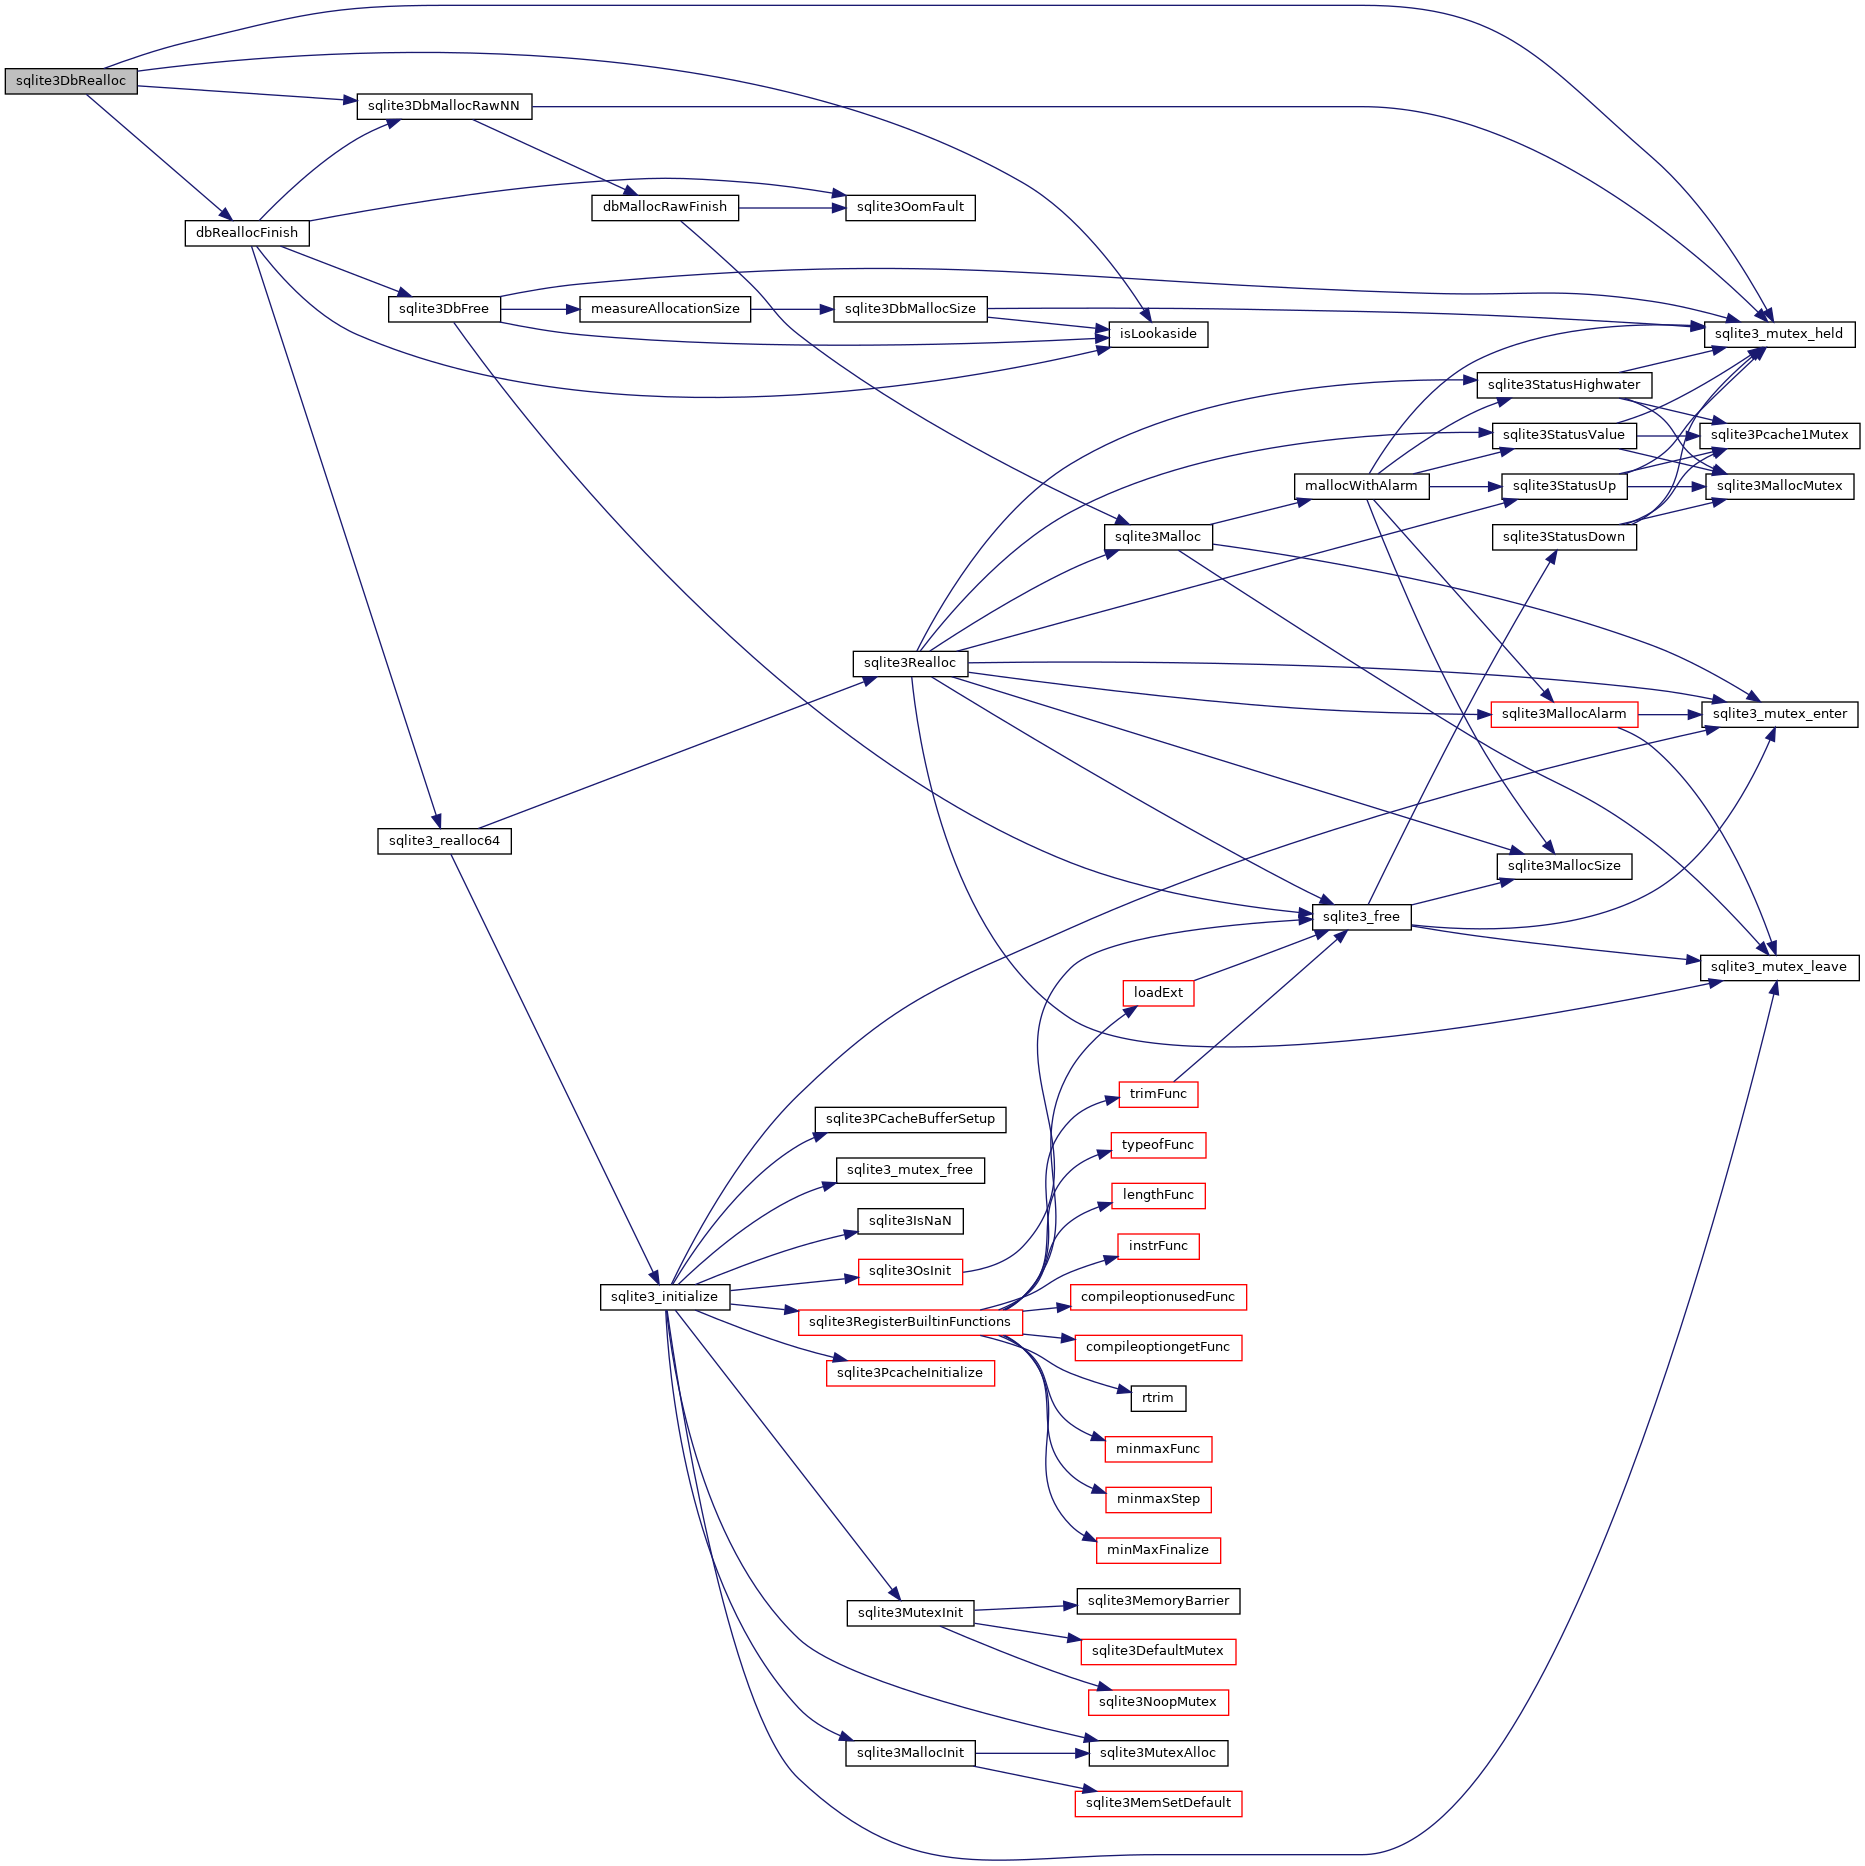 sqlite3DbRealloc
sqlite3DbMallocRawNN
dbMallocRawFinish
sqlite3OomFault
dbReallocFinish
sqlite3DbFree
measureAllocationSize
sqlite3DbMallocSize
isLookaside
sqlite3_mutex_held
sqlite3StatusHighwater
sqlite3StatusValue
sqlite3Pcache1Mutex
mallocWithAlarm
sqlite3StatusUp
sqlite3MallocMutex
sqlite3Malloc
sqlite3StatusDown
sqlite3Realloc
sqlite3MallocAlarm
sqlite3_mutex_enter
sqlite3_realloc64
sqlite3MallocSize
sqlite3_free
sqlite3_mutex_leave
loadExt
trimFunc
sqlite3PCacheBufferSetup
typeofFunc
sqlite3_mutex_free
lengthFunc
sqlite3IsNaN
instrFunc
sqlite3OsInit
sqlite3_initialize
compileoptionusedFunc
sqlite3RegisterBuiltinFunctions
compileoptiongetFunc
sqlite3PcacheInitialize
rtrim
minmaxFunc
minmaxStep
minMaxFinalize
sqlite3MutexInit
sqlite3MemoryBarrier
sqlite3DefaultMutex
sqlite3NoopMutex
sqlite3MallocInit
sqlite3MutexAlloc
sqlite3MemSetDefault